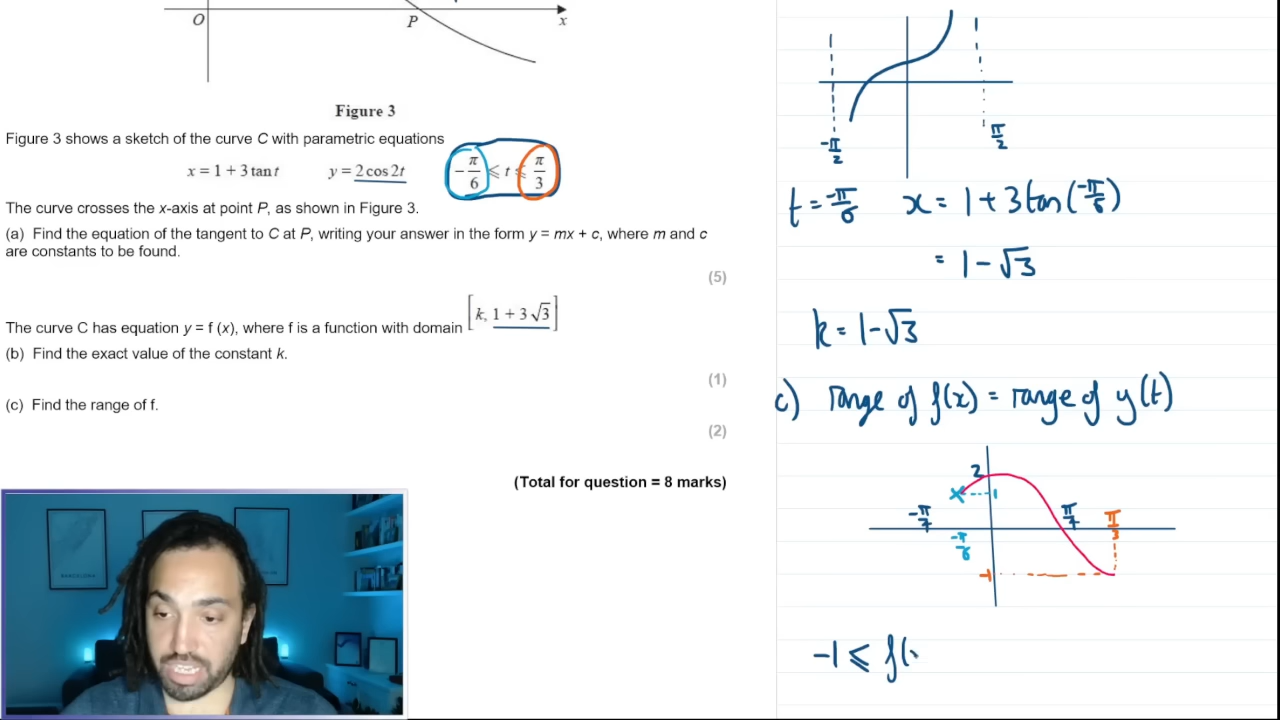 O
P
x
Figure 3
Figure 3 shows a sketch of the curve C with parametric equations
x = 1 + 3 tan t y = 2 cos 2t -π/6 ⩽ t ⩽ π/3
The curve crosses the x-axis at point P, as shown in Figure 3.
(a) Find the equation of the tangent to C at P, writing your answer in the form y = mx + c, where m and c
are constants to be found.
(5)
The curve C has equation y = f (x), where f is a function with domain [k, 1 + 3√3]
(b) Find the exact value of the constant k.
(1)
(c) Find the range of f.
(2)
(Total for question = 8 marks)
BARCELONA
-π/2 π/2
t = -π/6 x = 1 + 3 tan(-π/6)
= 1 - √3
k = 1 - √3
c) range of f(x) = range of y(t)
2
1
-π/7 π/7 π/3
-π/6
-1
-1 ⩽ f(